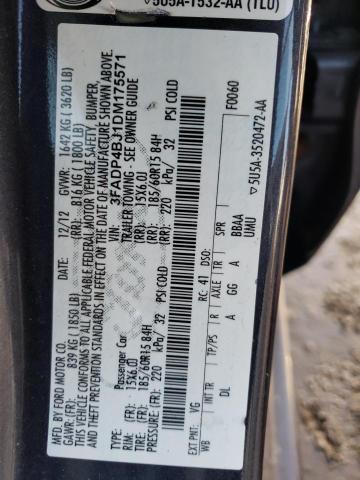 5U5A-1532-AA (TLU)
MFD. BY FORD MOTOR CO.
DATE: 12/12 GVWR: 1642 KG ( 3620 LB)
GAWR: (FR): 839 KG ( 1850 LB) (RR): 816 KG ( 1800 LB)
THIS VEHICLE CONFORMS TO ALL APPLICABLE FEDERAL MOTOR VEHICLE SAFETY, BUMPER,
AND THEFT PREVENTION STANDARDS IN EFFECT ON THE DATE OF MANUFACTURE SHOWN ABOVE.
VIN: 3FADP4BJ1DM175571
Passenger Car TRAILER TOWING - SEE OWNER GUIDE
RIM: (FR): 15X6.0J (RR): 15X6.0J
TIRE: (FR): 185/60R15 84H (RR): 185/60R15 84H
PRESSURE: (FR): 220 kPa/ 32 PSI COLD (RR): 220 kPa/ 32 PSI COLD
EXT PNT: VG RC: 41 DSO: F0060
WB MT TR TP/PS R AXLE TR SPR
DL A GG A BBAA
UMU
5U5A-3520472-AA